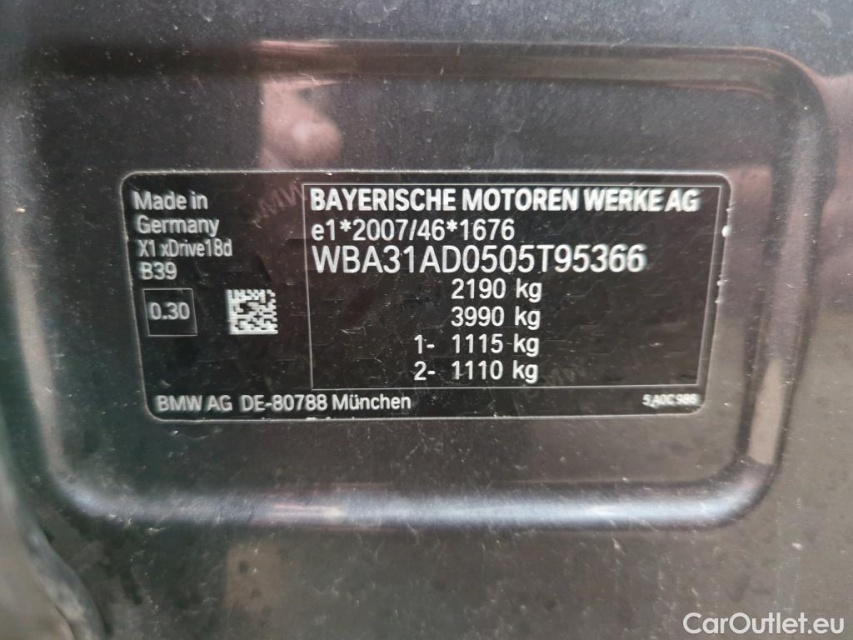 Made in
Germany
X1 xDrive18d
B39
0.30
BAYERISCHE MOTOREN WERKE AG
e1*2007/46*1676
WBA31AD0505T95366
2190 kg
3990 kg
1- 1115 kg
2- 1110 kg
BMW AG DE-80788 München
5A0C986
CarOutlet.eu